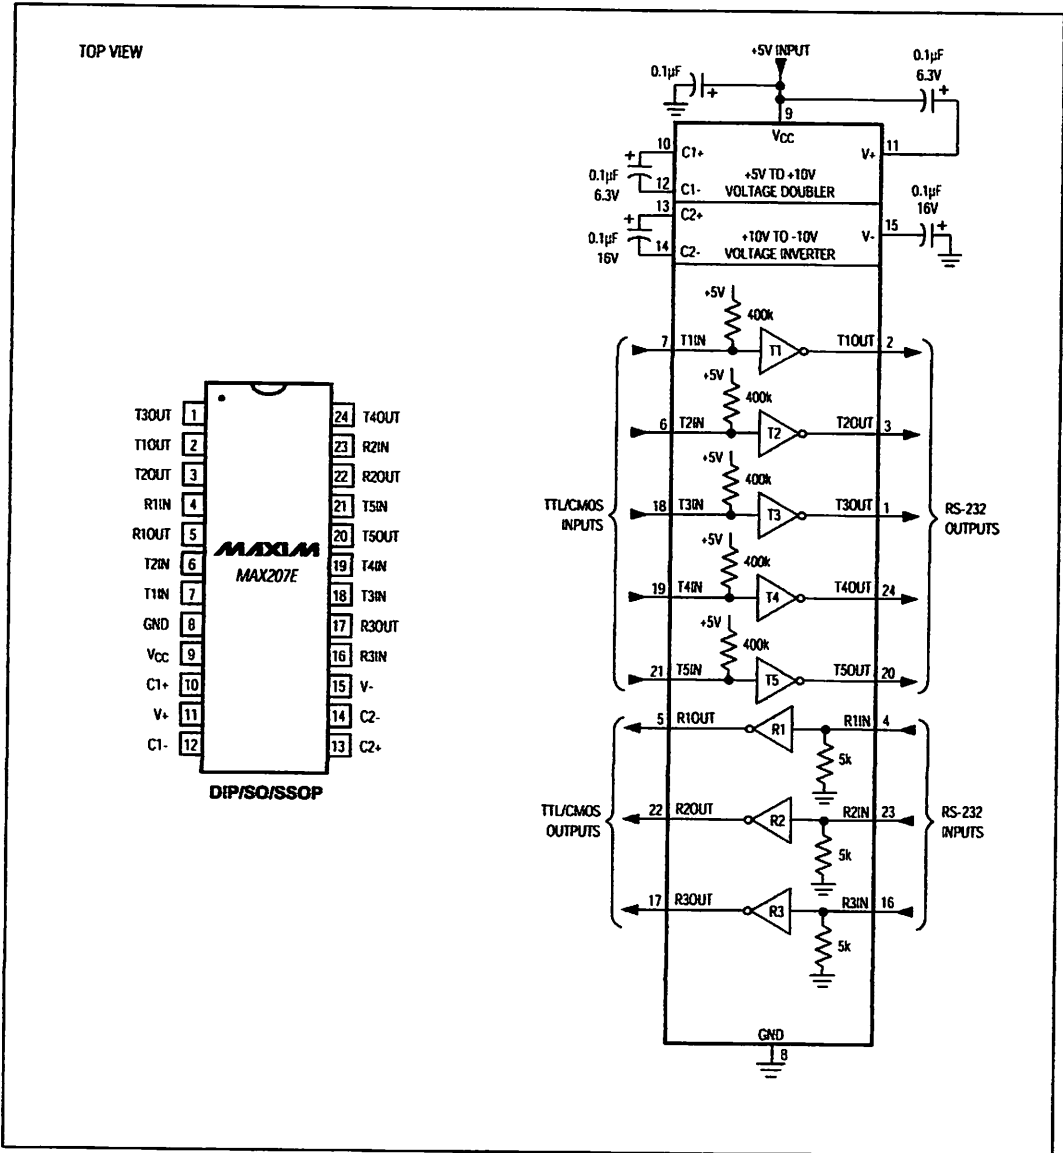 TOP VIEW
+5V INPUT
0.1µF
0.1µF
6.3V
+
+
9
VCC
10
C1+
+
0.1µF
6.3V
12
C1-
+5V TO +10V
VOLTAGE DOUBLER
V+
11
13
C2+
+
0.1µF
16V
14
C2-
+10V TO -10V
VOLTAGE INVERTER
V-
15
0.1µF
16V
+
+5V
400k
7
T1IN
T1
T1OUT
2
+5V
400k
6
T2IN
T2
T2OUT
3
+5V
400k
TTL/CMOS
INPUTS
18
T3IN
T3
T3OUT
1
RS-232
OUTPUTS
+5V
400k
19
T4IN
T4
T4OUT
24
+5V
400k
21
T5IN
T5
T5OUT
20
5
R1OUT
R1
R1IN
4
5k
TTL/CMOS
OUTPUTS
22
R2OUT
R2
R2IN
23
RS-232
INPUTS
5k
17
R3OUT
R3
R3IN
16
5k
GND
8
T3OUT 1
T1OUT 2
T2OUT 3
R1IN 4
R1OUT 5
T2IN 6
T1IN 7
GND 8
VCC 9
C1+ 10
V+ 11
C1- 12
MAXIM
MAX207E
24 T4OUT
23 R2IN
22 R2OUT
21 T5IN
20 T5OUT
19 T4IN
18 T3IN
17 R3OUT
16 R3IN
15 V-
14 C2-
13 C2+
DIP/SO/SSOP